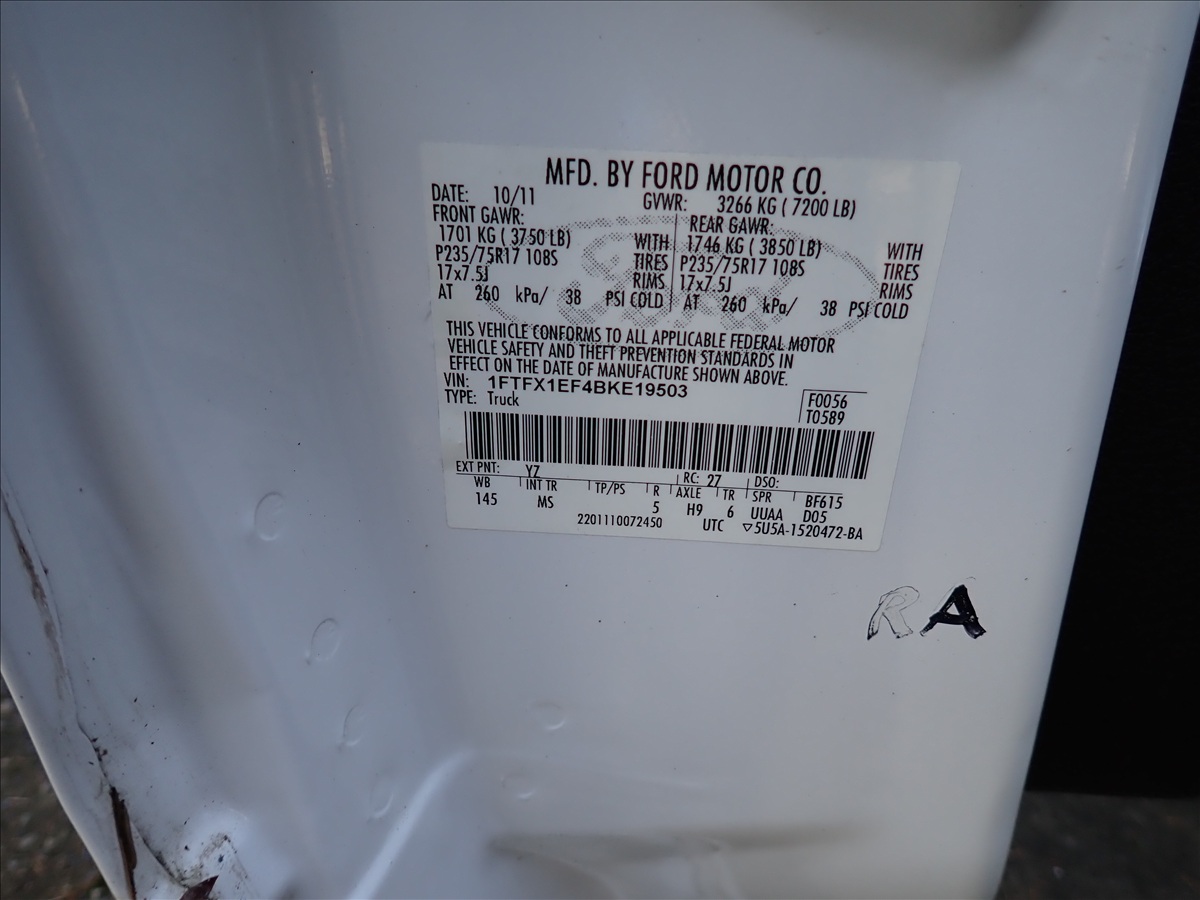 MFD. BY FORD MOTOR CO.
DATE: 10/11 GVWR: 3266 KG ( 7200 LB)
FRONT GAWR: REAR GAWR:
1701 KG ( 3750 LB) WITH 1746 KG ( 3850 LB) WITH
P235/75R17 108S TIRES P235/75R17 108S TIRES
17x7.5J RIMS 17x7.5J RIMS
AT 260 kPa/ 38 PSI COLD AT 260 kPa/ 38 PSI COLD
THIS VEHICLE CONFORMS TO ALL APPLICABLE FEDERAL MOTOR
VEHICLE SAFETY AND THEFT PREVENTION STANDARDS IN
EFFECT ON THE DATE OF MANUFACTURE SHOWN ABOVE.
VIN: 1FTFX1EF4BKE19503
TYPE: Truck
F0056
T0589
EXT PNT: YZ RC: 27 DSO:
WB INT TR TP/PS R AXLE TR SPR BF615
145 MS 5 H9 6 UUAA D05
2201110072450 UTC ▽5U5A-1520472-BA
RA